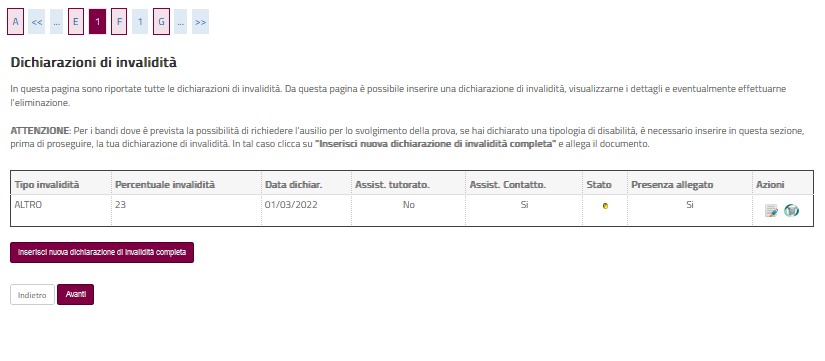 A << ... E 1 F 1 G ... >>
Dichiarazioni di invalidità
In questa pagina sono riportate tutte le dichiarazioni di invalidità. Da questa pagina è possibile inserire una dichiarazione di invalidità, visualizzarne i dettagli e eventualmente effettuarne
l'eliminazione.
ATTENZIONE: Per i bandi dove è prevista la possibilità di richiedere l'ausilio per lo svolgimento della prova, se hai dichiarato una tipologia di disabilità, è necessario inserire in questa sezione,
prima di proseguire, la tua dichiarazione di invalidità. In tal caso clicca su "Inserisci nuova dichiarazione di invalidità completa" e allega il documento.
Tipo invalidità Percentuale invalidità Data dichiar. Assist. tutorato. Assist. Contatto. Stato Presenza allegato Azioni
ALTRO 23 01/03/2022 No Si Si
Inserisci nuova dichiarazione di invalidità completa
Indietro Avanti